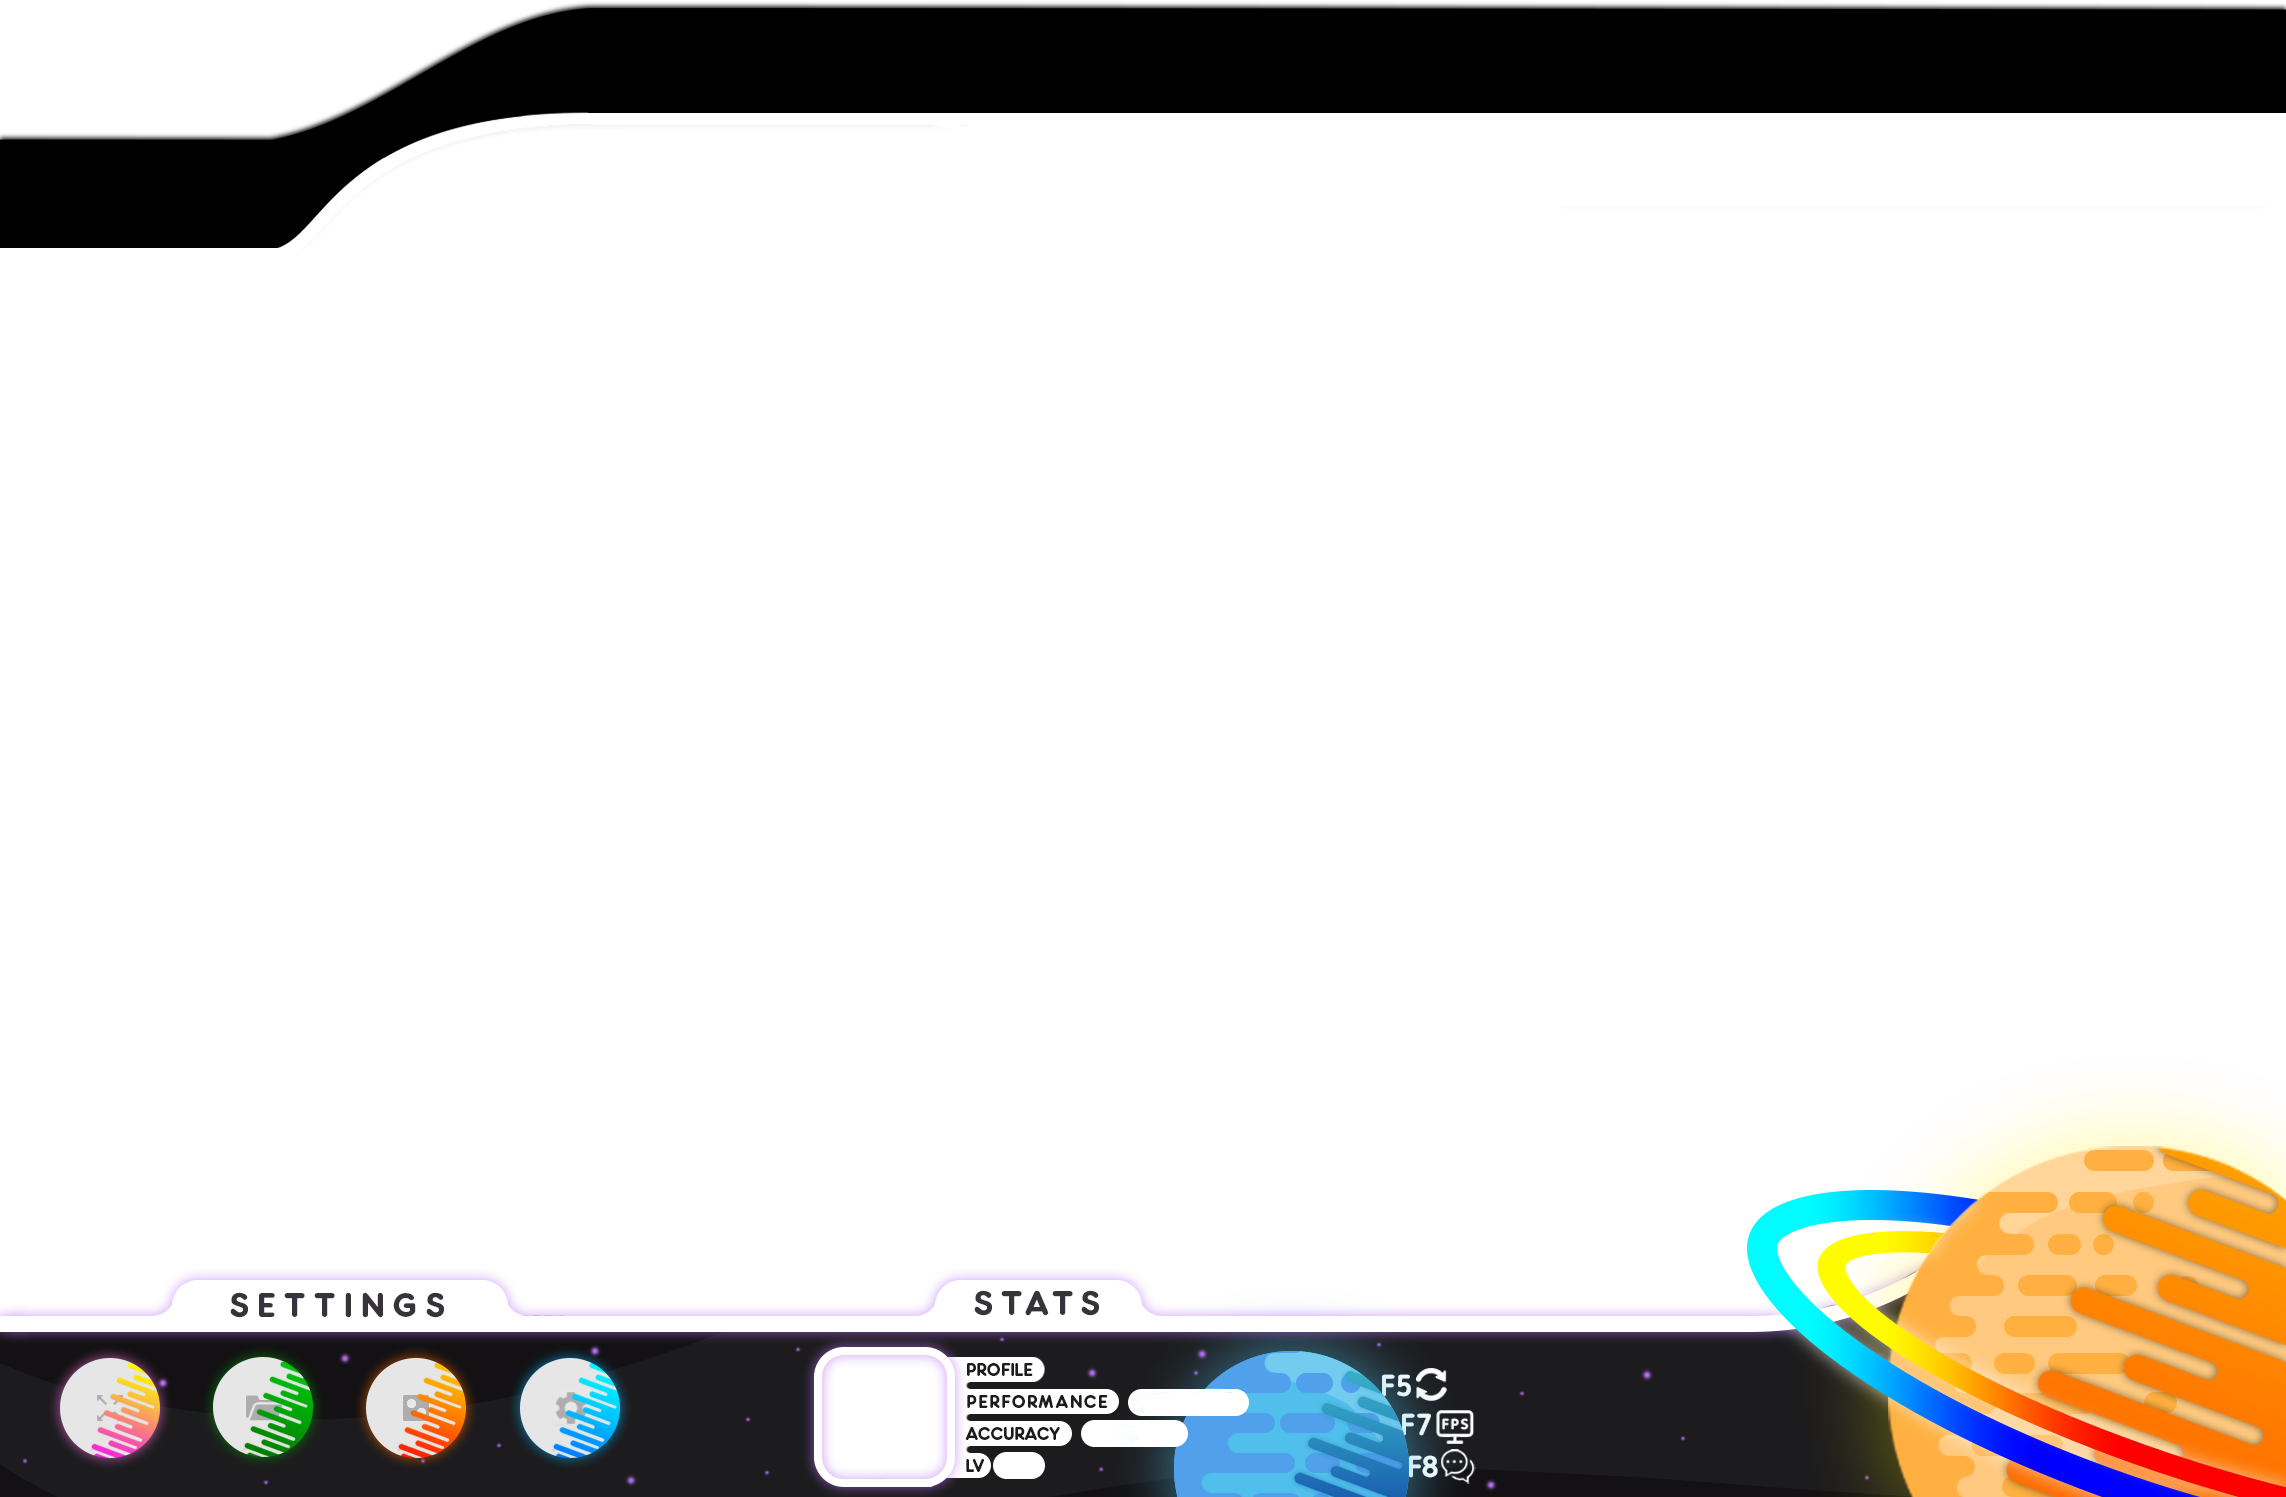 SETTINGS
STATS
PROFILE
PERFORMANCE
ACCURACY
LV
F5
F7 FPS
F8